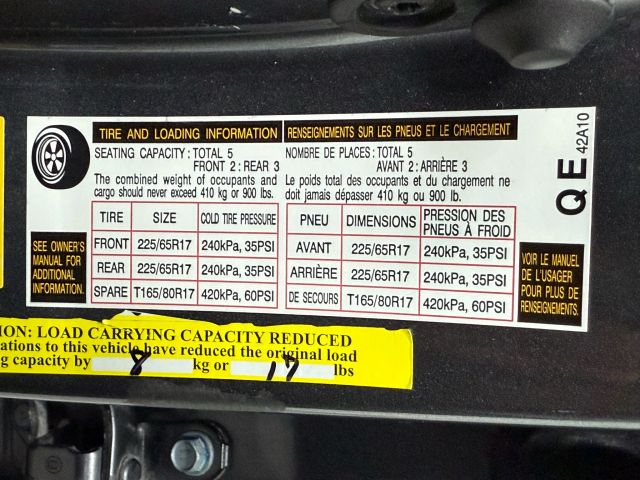 TIRE AND LOADING INFORMATION
SEATING CAPACITY : TOTAL 5
FRONT 2 : REAR 3
The combined weight of occupants and
cargo should never exceed 410 kg or 900 lbs.
TIRE SIZE COLD TIRE PRESSURE
FRONT 225/65R17 240kPa, 35PSI
REAR 225/65R17 240kPa, 35PSI
SPARE T165/80R17 420kPa, 60PSI
SEE OWNER'S
MANUAL FOR
ADDITIONAL
INFORMATION.
RENSEIGNEMENTS SUR LES PNEUS ET LE CHARGEMENT
NOMBRE DE PLACES : TOTAL 5
AVANT 2 : ARRIÈRE 3
Le poids total des occupants et du chargement ne
doit jamais dépasser 410 kg ou 900 lb.
PNEU DIMENSIONS PRESSION DES
PNEUS À FROID
AVANT 225/65R17 240kPa, 35PSI
ARRIÈRE 225/65R17 240kPa, 35PSI
DE SECOURS T165/80R17 420kPa, 60PSI
VOIR LE MANUEL
DE L'USAGER
POUR PLUS DE
RENSEIGNEMENTS.
QE
42A10
ION: LOAD CARRYING CAPACITY REDUCED
ations to this vehicle have reduced the original load
ng capacity by 8 kg or 17 lbs